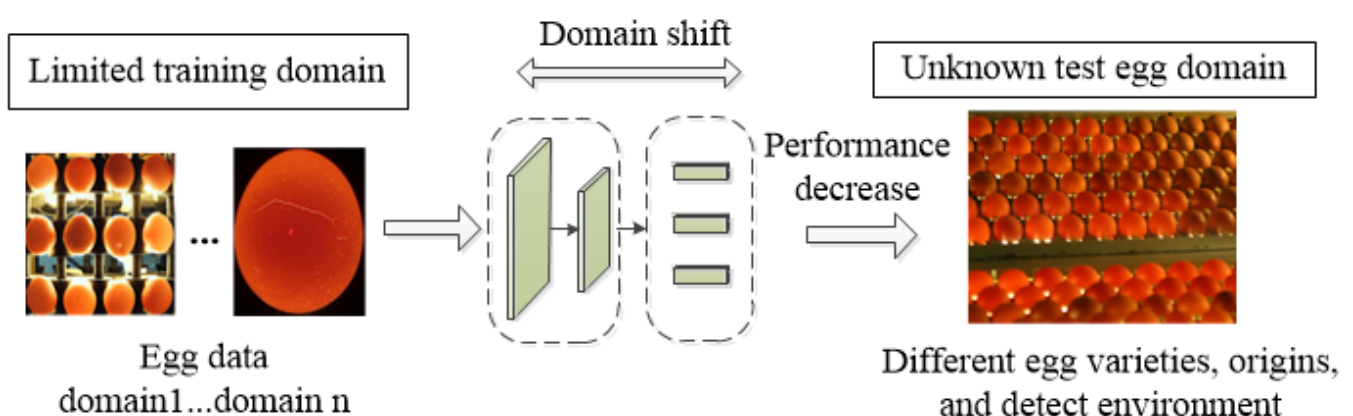 Domain shift
Limited training domain
Unknown test egg domain
Performance
decrease
...
Egg data
domain1...domain n
Different egg varieties, origins,
and detect environment